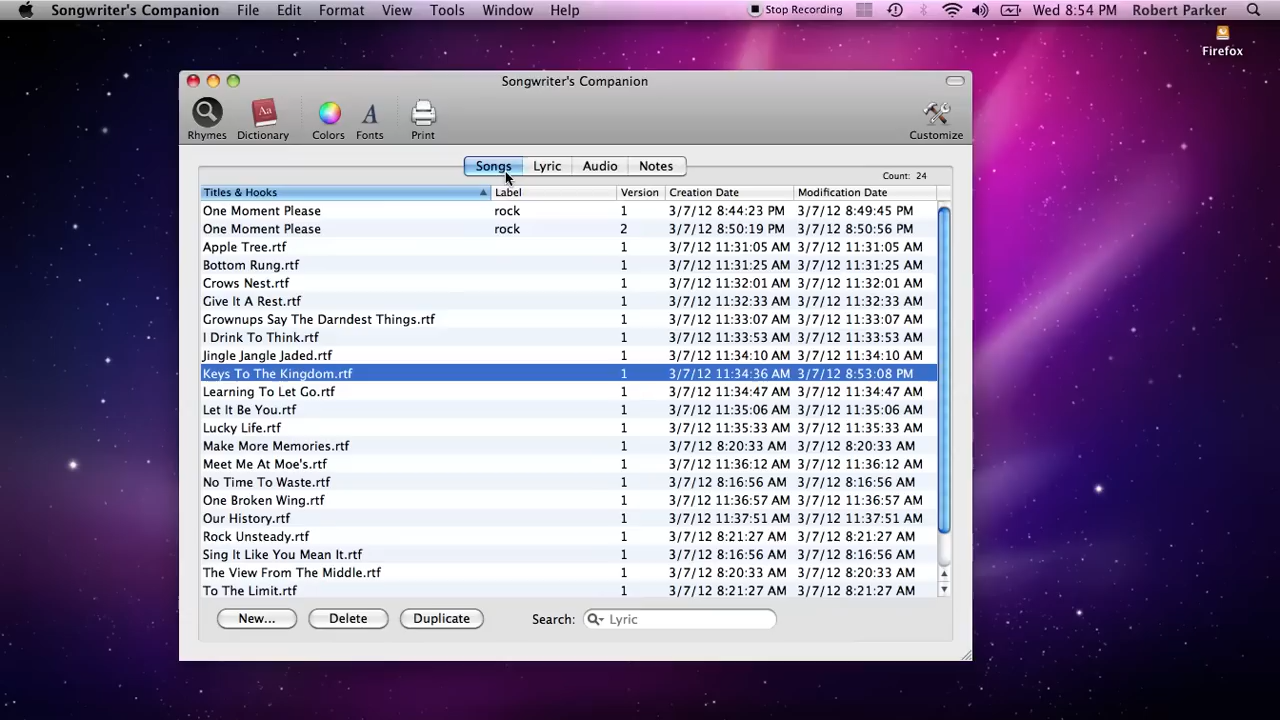 Songwriter's Companion File Edit Format View Tools Window Help Stop Recording Wed 8:54 PM Robert Parker
Firefox
Songwriter's Companion
Rhymes Dictionary Colors Fonts Print Customize
Songs Lyric Audio Notes
Count: 24
Titles & Hooks Label Version Creation Date Modification Date
One Moment Please rock 1 3/7/12 8:44:23 PM 3/7/12 8:49:45 PM
One Moment Please rock 2 3/7/12 8:50:19 PM 3/7/12 8:50:56 PM
Apple Tree.rtf 1 3/7/12 11:31:05 AM 3/7/12 11:31:05 AM
Bottom Rung.rtf 1 3/7/12 11:31:25 AM 3/7/12 11:31:25 AM
Crows Nest.rtf 1 3/7/12 11:32:01 AM 3/7/12 11:32:01 AM
Give It A Rest.rtf 1 3/7/12 11:32:33 AM 3/7/12 11:32:33 AM
Grownups Say The Darndest Things.rtf 1 3/7/12 11:33:07 AM 3/7/12 11:33:07 AM
I Drink To Think.rtf 1 3/7/12 11:33:53 AM 3/7/12 11:33:53 AM
Jingle Jangle Jaded.rtf 1 3/7/12 11:34:10 AM 3/7/12 11:34:10 AM
Keys To The Kingdom.rtf 1 3/7/12 11:34:36 AM 3/7/12 8:53:08 PM
Learning To Let Go.rtf 1 3/7/12 11:34:47 AM 3/7/12 11:34:47 AM
Let It Be You.rtf 1 3/7/12 11:35:06 AM 3/7/12 11:35:06 AM
Lucky Life.rtf 1 3/7/12 11:35:33 AM 3/7/12 11:35:33 AM
Make More Memories.rtf 1 3/7/12 8:20:33 AM 3/7/12 8:20:33 AM
Meet Me At Moe's.rtf 1 3/7/12 11:36:12 AM 3/7/12 11:36:12 AM
No Time To Waste.rtf 1 3/7/12 8:16:56 AM 3/7/12 8:16:56 AM
One Broken Wing.rtf 1 3/7/12 11:36:57 AM 3/7/12 11:36:57 AM
Our History.rtf 1 3/7/12 11:37:51 AM 3/7/12 11:37:51 AM
Rock Unsteady.rtf 1 3/7/12 8:21:27 AM 3/7/12 8:21:27 AM
Sing It Like You Mean It.rtf 1 3/7/12 8:16:56 AM 3/7/12 8:16:56 AM
The View From The Middle.rtf 1 3/7/12 8:20:33 AM 3/7/12 8:20:33 AM
To The Limit.rtf 1 3/7/12 8:21:27 AM 3/7/12 8:21:27 AM
New... Delete Duplicate Search: Lyric